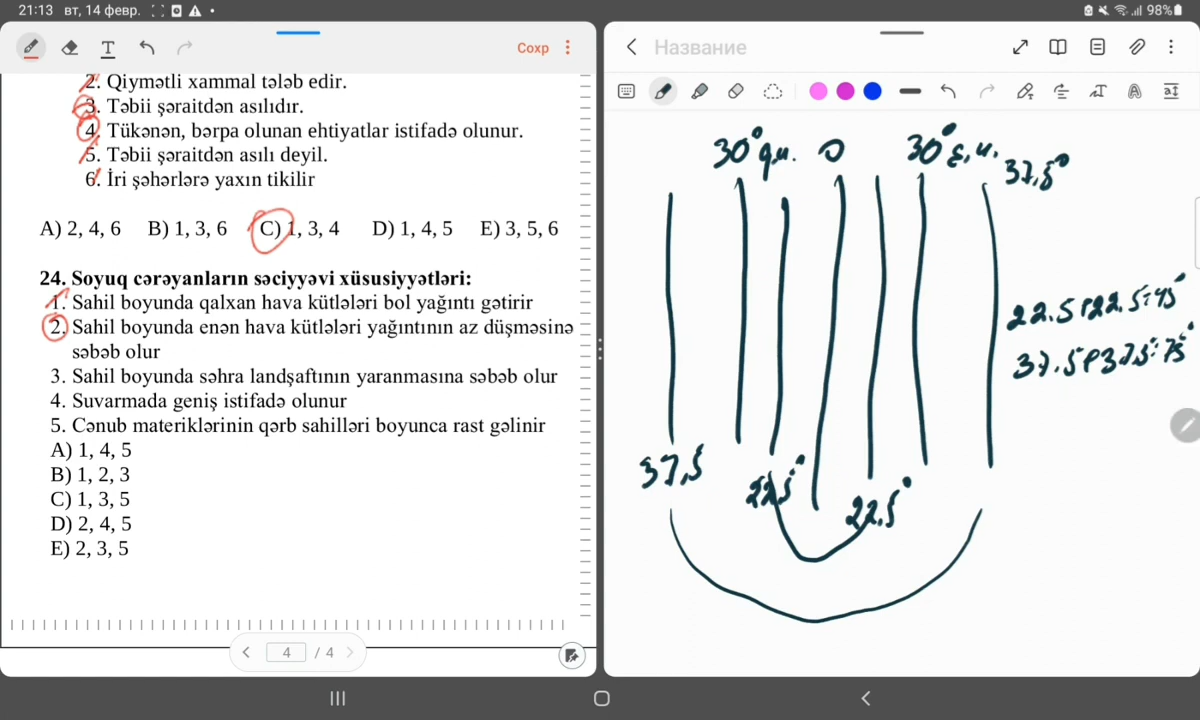 21:13 вт, 14 февр.
98%
Сохр
Название
2. Qiymətli xammal tələb edir.
3. Təbii şəraitdən asılıdır.
4. Tükənən, bərpa olunan ehtiyatlar istifadə olunur.
5. Təbii şəraitdən asılı deyil.
6. İri şəhərlərə yaxın tikilir
A) 2, 4, 6 B) 1, 3, 6 C) 1, 3, 4 D) 1, 4, 5 E) 3, 5, 6
24. Soyuq cərəyanların səciyyəvi xüsusiyyətləri:
1. Sahil boyunda qalxan hava kütlələri bol yağıntı gətirir
2. Sahil boyunda enən hava kütlələri yağıntının az düşməsinə
səbəb olur
3. Sahil boyunda səhra landşaftının yaranmasına səbəb olur
4. Suvarmada geniş istifadə olunur
5. Cənub materiklərinin qərb sahilləri boyunca rast gəlinir
A) 1, 4, 5
B) 1, 2, 3
C) 1, 3, 5
D) 2, 4, 5
E) 2, 3, 5
4 / 4
30° 0 30°
37,5°
37,5
22,5°
22.5°